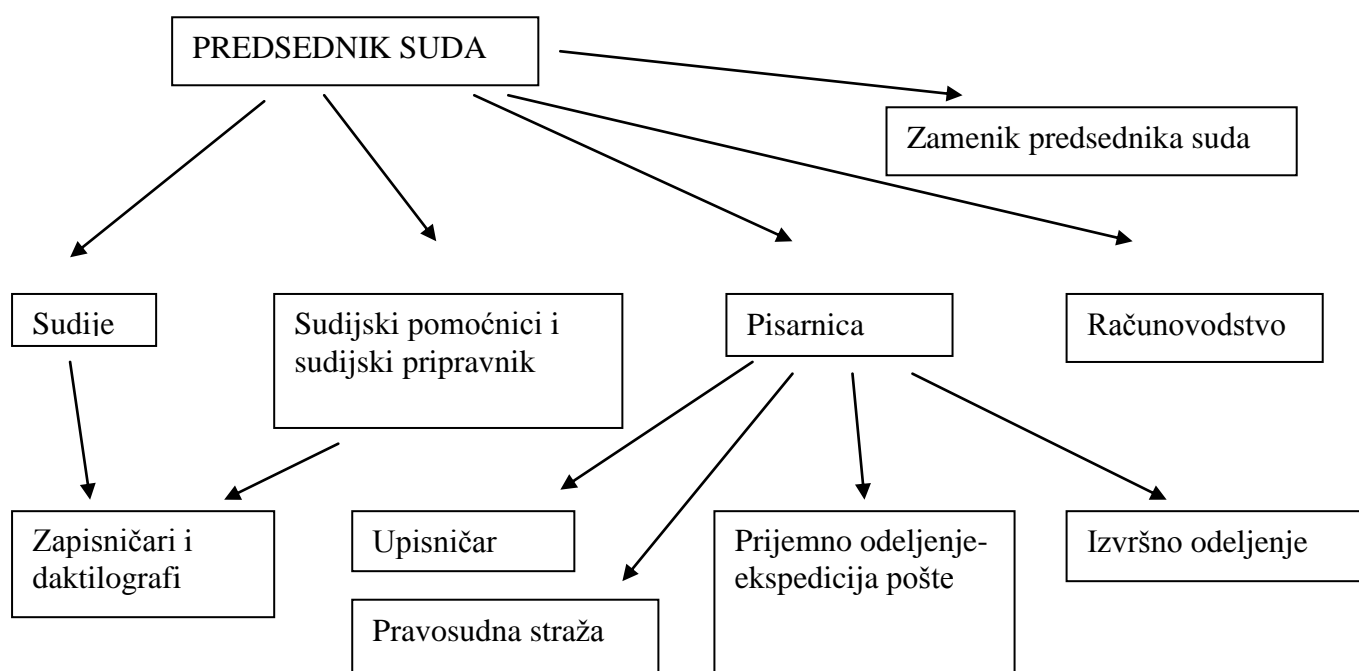 PREDSEDNIK SUDA
Zamenik predsednika suda
Sudije
Sudijski pomoćnici i
sudijski pripravnik
Pisarnica
Računovodstvo
Zapisničari i
daktilografi
Upisničar
Prijemno odeljenje-
ekspedicija pošte
Izvršno odeljenje
Pravosudna straža